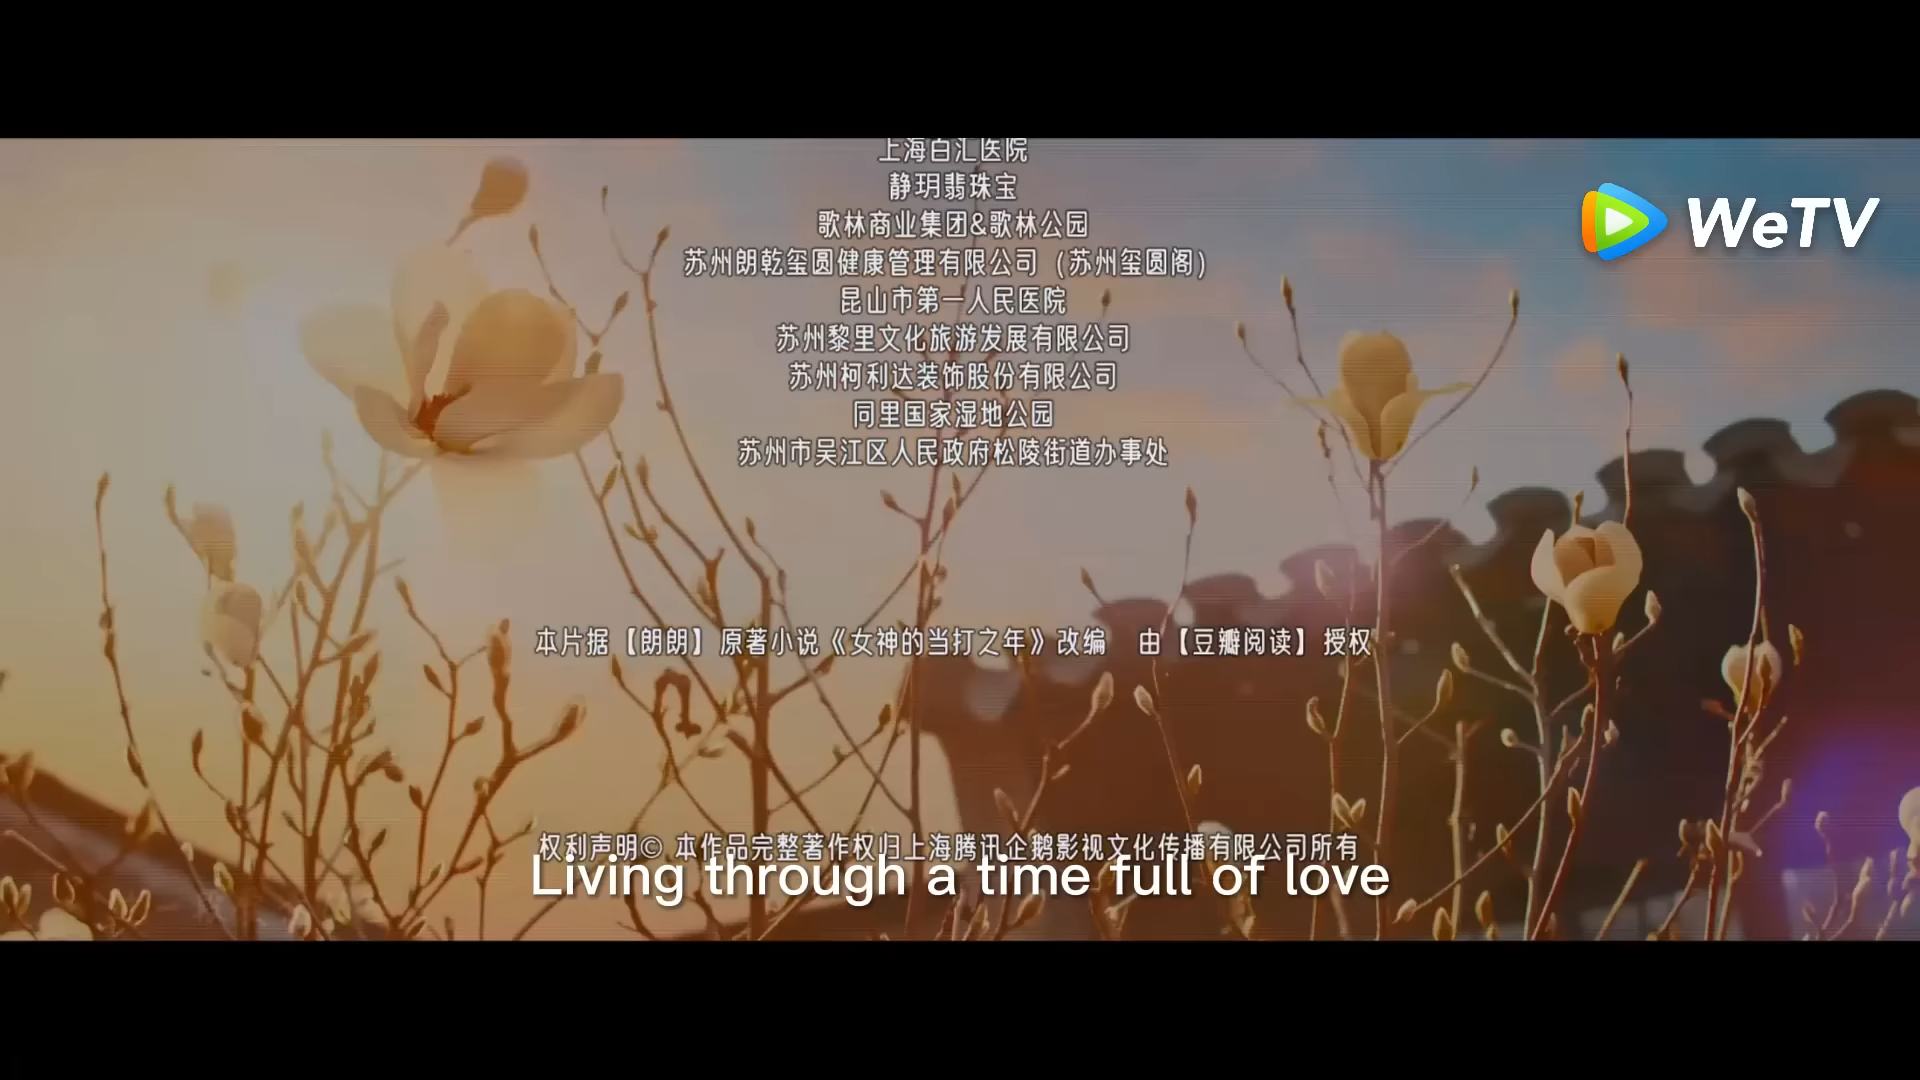 上海百汇医院
静玥翡珠宝
WeTV
歌林商业集团&歌林公园
苏州朗乾玺圆健康管理有限公司（苏州玺圆阁）
昆山市第一人民医院
苏州黎里文化旅游发展有限公司
苏州柯利达装饰股份有限公司
同里国家湿地公园
苏州市吴江区人民政府松陵街道办事处
本片据【朗朗】原著小说《女神的当打之年》改编 由【豆瓣阅读】授权
权利声明© 本作品完整著作权归上海腾讯企鹅影视文化传播有限公司所有
Living through a time full of love